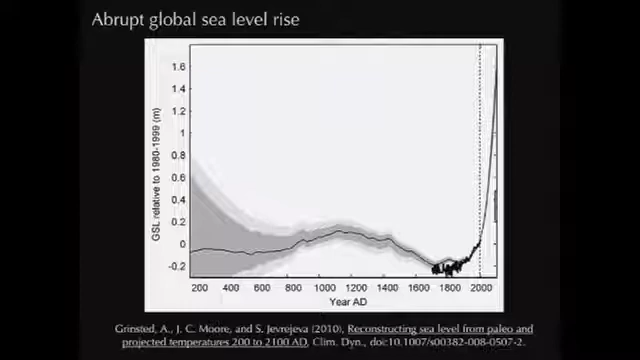 Abrupt global sea level rise
GSL relative to 1980-1999 (m)
1.6
1.4
1.2
1
0.8
0.6
0.4
0.2
0
-0.2
200 400 600 800 1000 1200 1400 1600 1800 2000
Year AD
Grinsted, A., J. C. Moore, and S. Jevrejeva (2010), Reconstructing sea level from paleo and
projected temperatures 200 to 2100 AD, Clim. Dyn., doi:10.1007/s00382-008-0507-2.